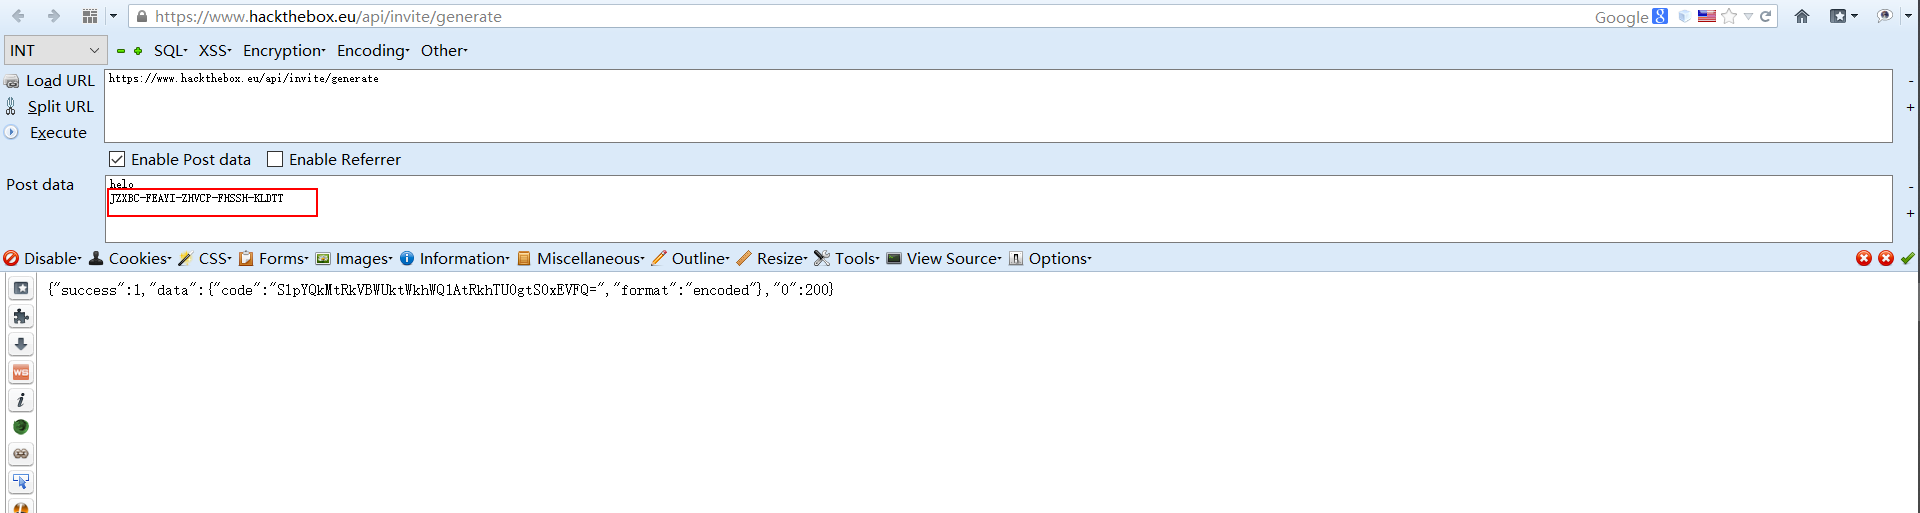 https://www.hackthebox.eu/api/invite/generate
Google
INT SQL XSS Encryption Encoding Other
Load URL
https://www.hackthebox.eu/api/invite/generate
Split URL
Execute
Enable Post data Enable Referrer
Post data
helo
JZXBC-FEAYI-ZHVCP-FHSSH-KLDTT
Disable Cookies CSS Forms Images Information Miscellaneous Outline Resize Tools View Source Options
{"success":1,"data":{"code":"SlpYQkMtRkVBWUktWkhWQ1AtRkhTU0gtS0xEVFQ=","format":"encoded"},"0":200}